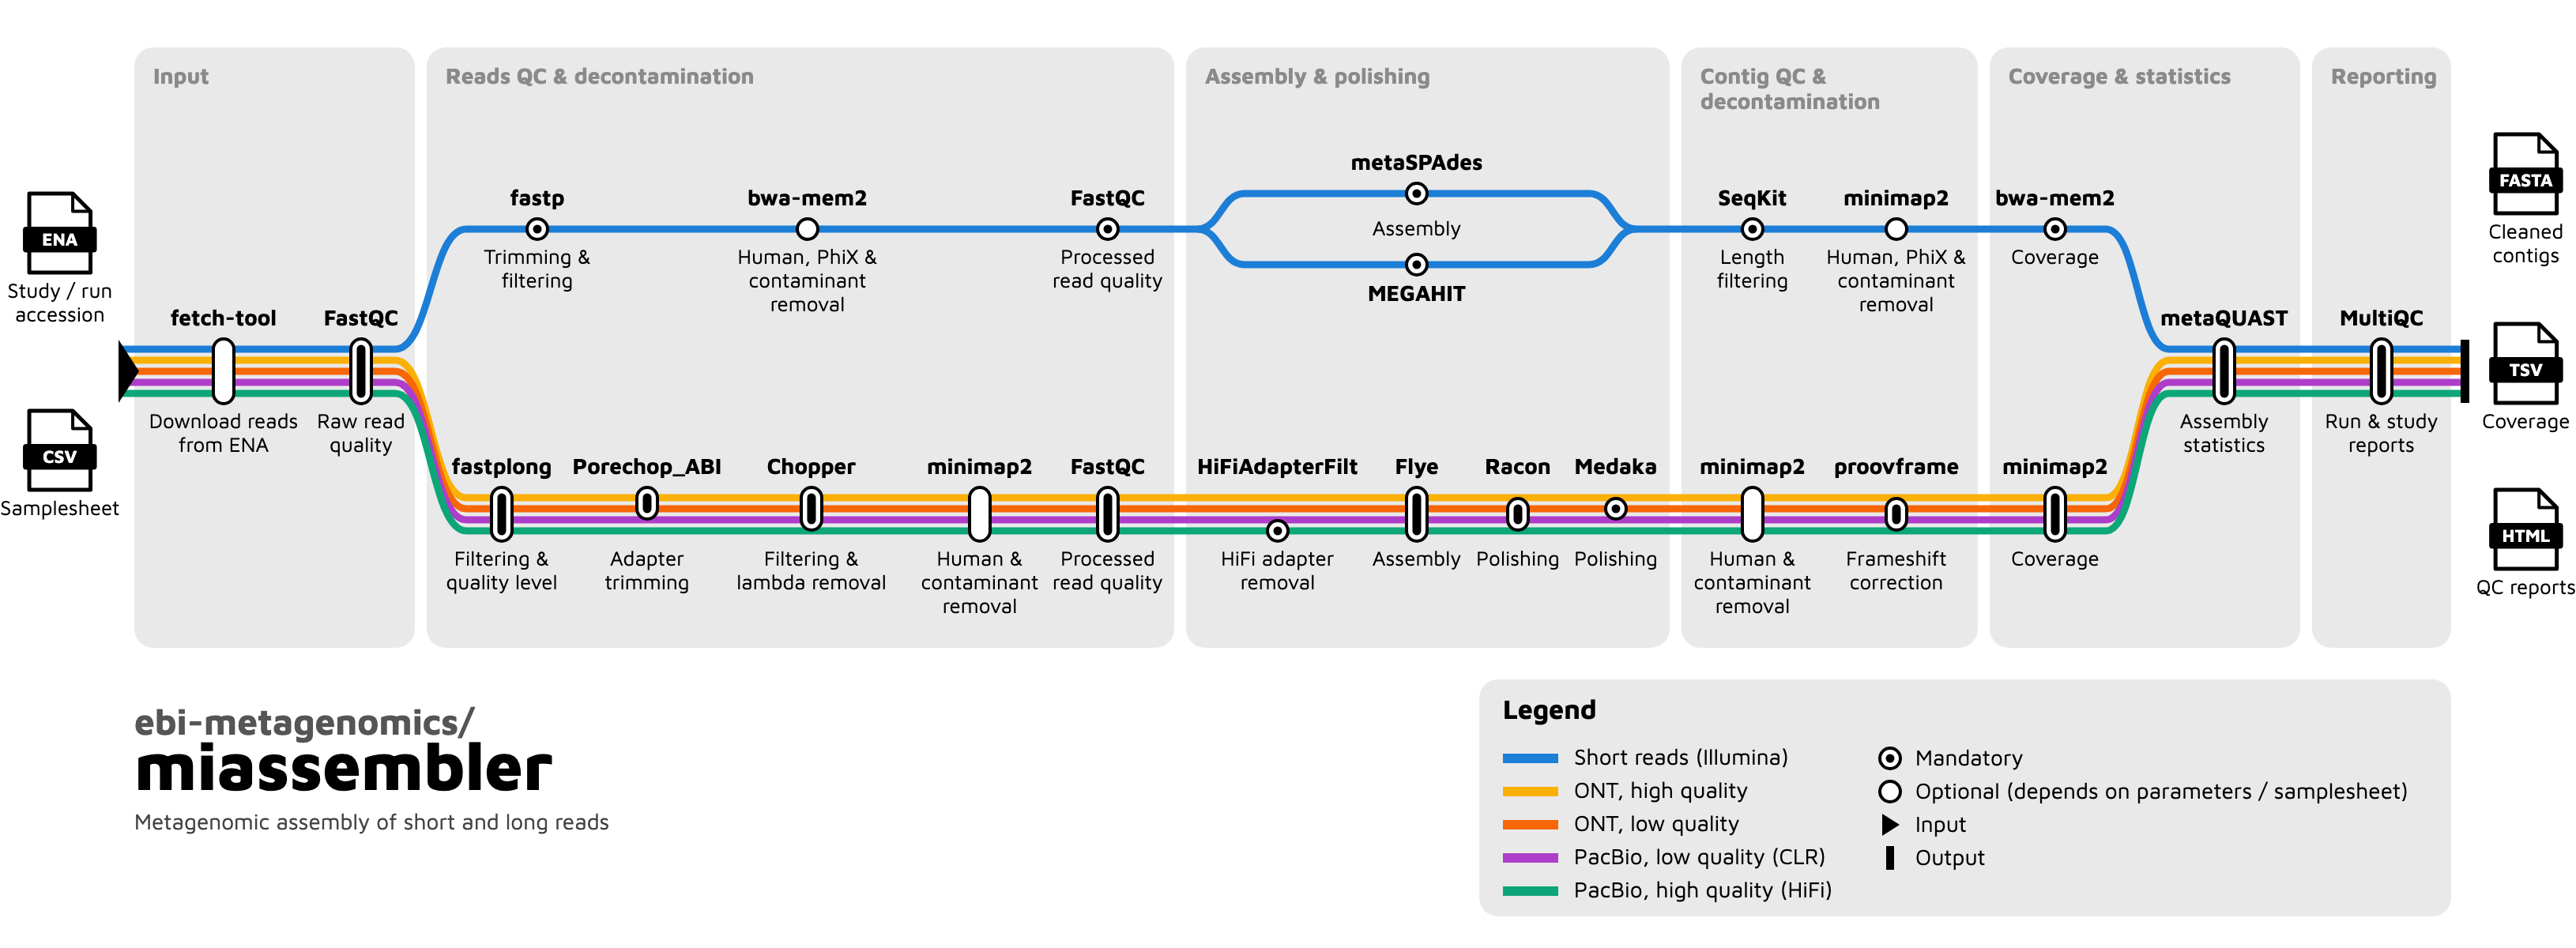 Input
Reads QC & decontamination
Assembly & polishing
Contig QC &
decontamination
Coverage & statistics
Reporting
ENA
Study / run
accession
CSV
Samplesheet
fetch-tool
Download reads
from ENA
FastQC
Raw read
quality
fastp
Trimming &
filtering
bwa-mem2
Human, PhiX &
contaminant
removal
FastQC
Processed
read quality
metaSPAdes
Assembly
MEGAHIT
SeqKit
Length
filtering
minimap2
Human, PhiX &
contaminant
removal
bwa-mem2
Coverage
fastplong
Filtering &
quality level
Porechop_ABI
Adapter
trimming
Chopper
Filtering &
lambda removal
minimap2
Human &
contaminant
removal
FastQC
Processed
read quality
HiFiAdapterFilt
HiFi adapter
removal
Flye
Assembly
Racon
Polishing
Medaka
Polishing
minimap2
Human &
contaminant
removal
proovframe
Frameshift
correction
minimap2
Coverage
metaQUAST
Assembly
statistics
MultiQC
Run & study
reports
FASTA
Cleaned
contigs
TSV
Coverage
HTML
QC reports
ebi-metagenomics/
miassembler
Metagenomic assembly of short and long reads
Legend
Short reads (Illumina)
ONT, high quality
ONT, low quality
PacBio, low quality (CLR)
PacBio, high quality (HiFi)
Mandatory
Optional (depends on parameters / samplesheet)
Input
Output